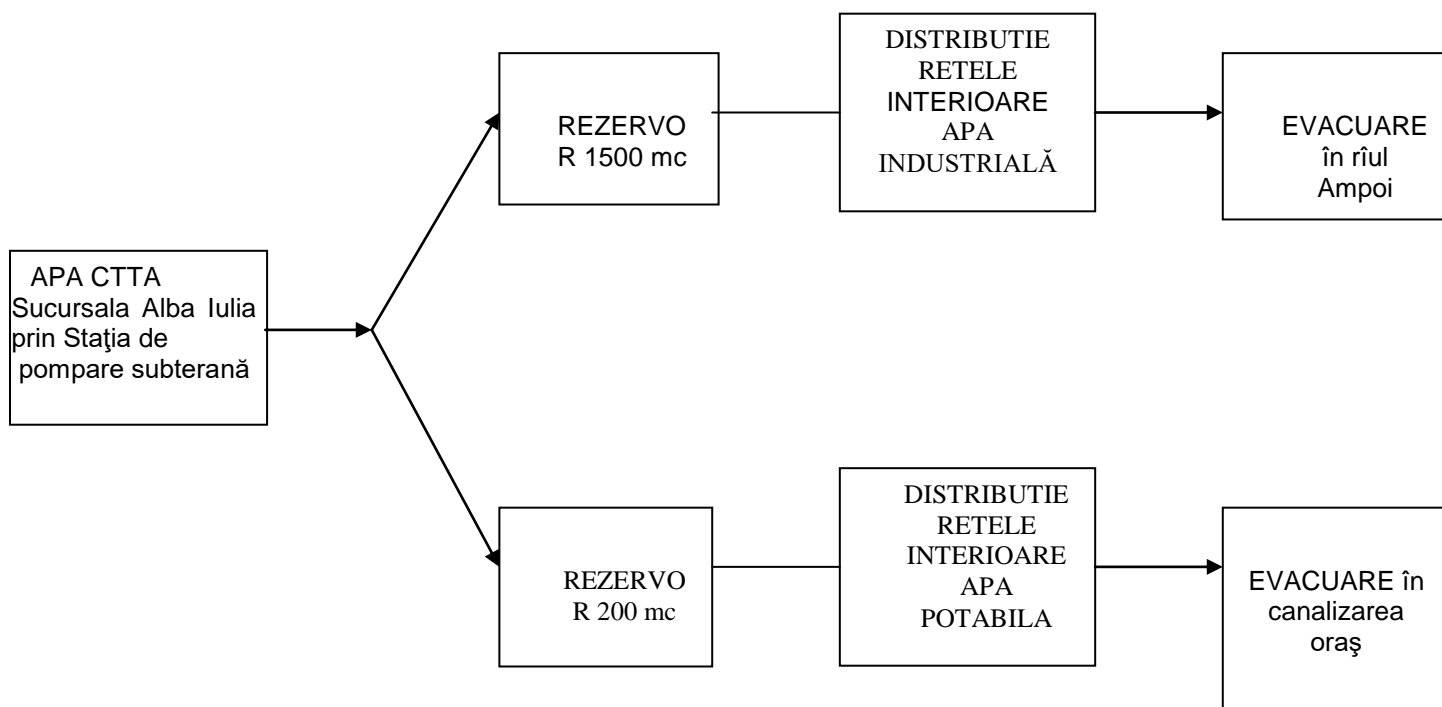 APA CTTA
Sucursala Alba Iulia
prin Staţia de
pompare subterană
REZERVO
R 1500 mc
DISTRIBUTIE
RETELE
INTERIOARE
APA
INDUSTRIALĂ
EVACUARE
în rîul
Ampoi
REZERVO
R 200 mc
DISTRIBUTIE
RETELE
INTERIOARE
APA
POTABILA
EVACUARE în
canalizarea
oraş